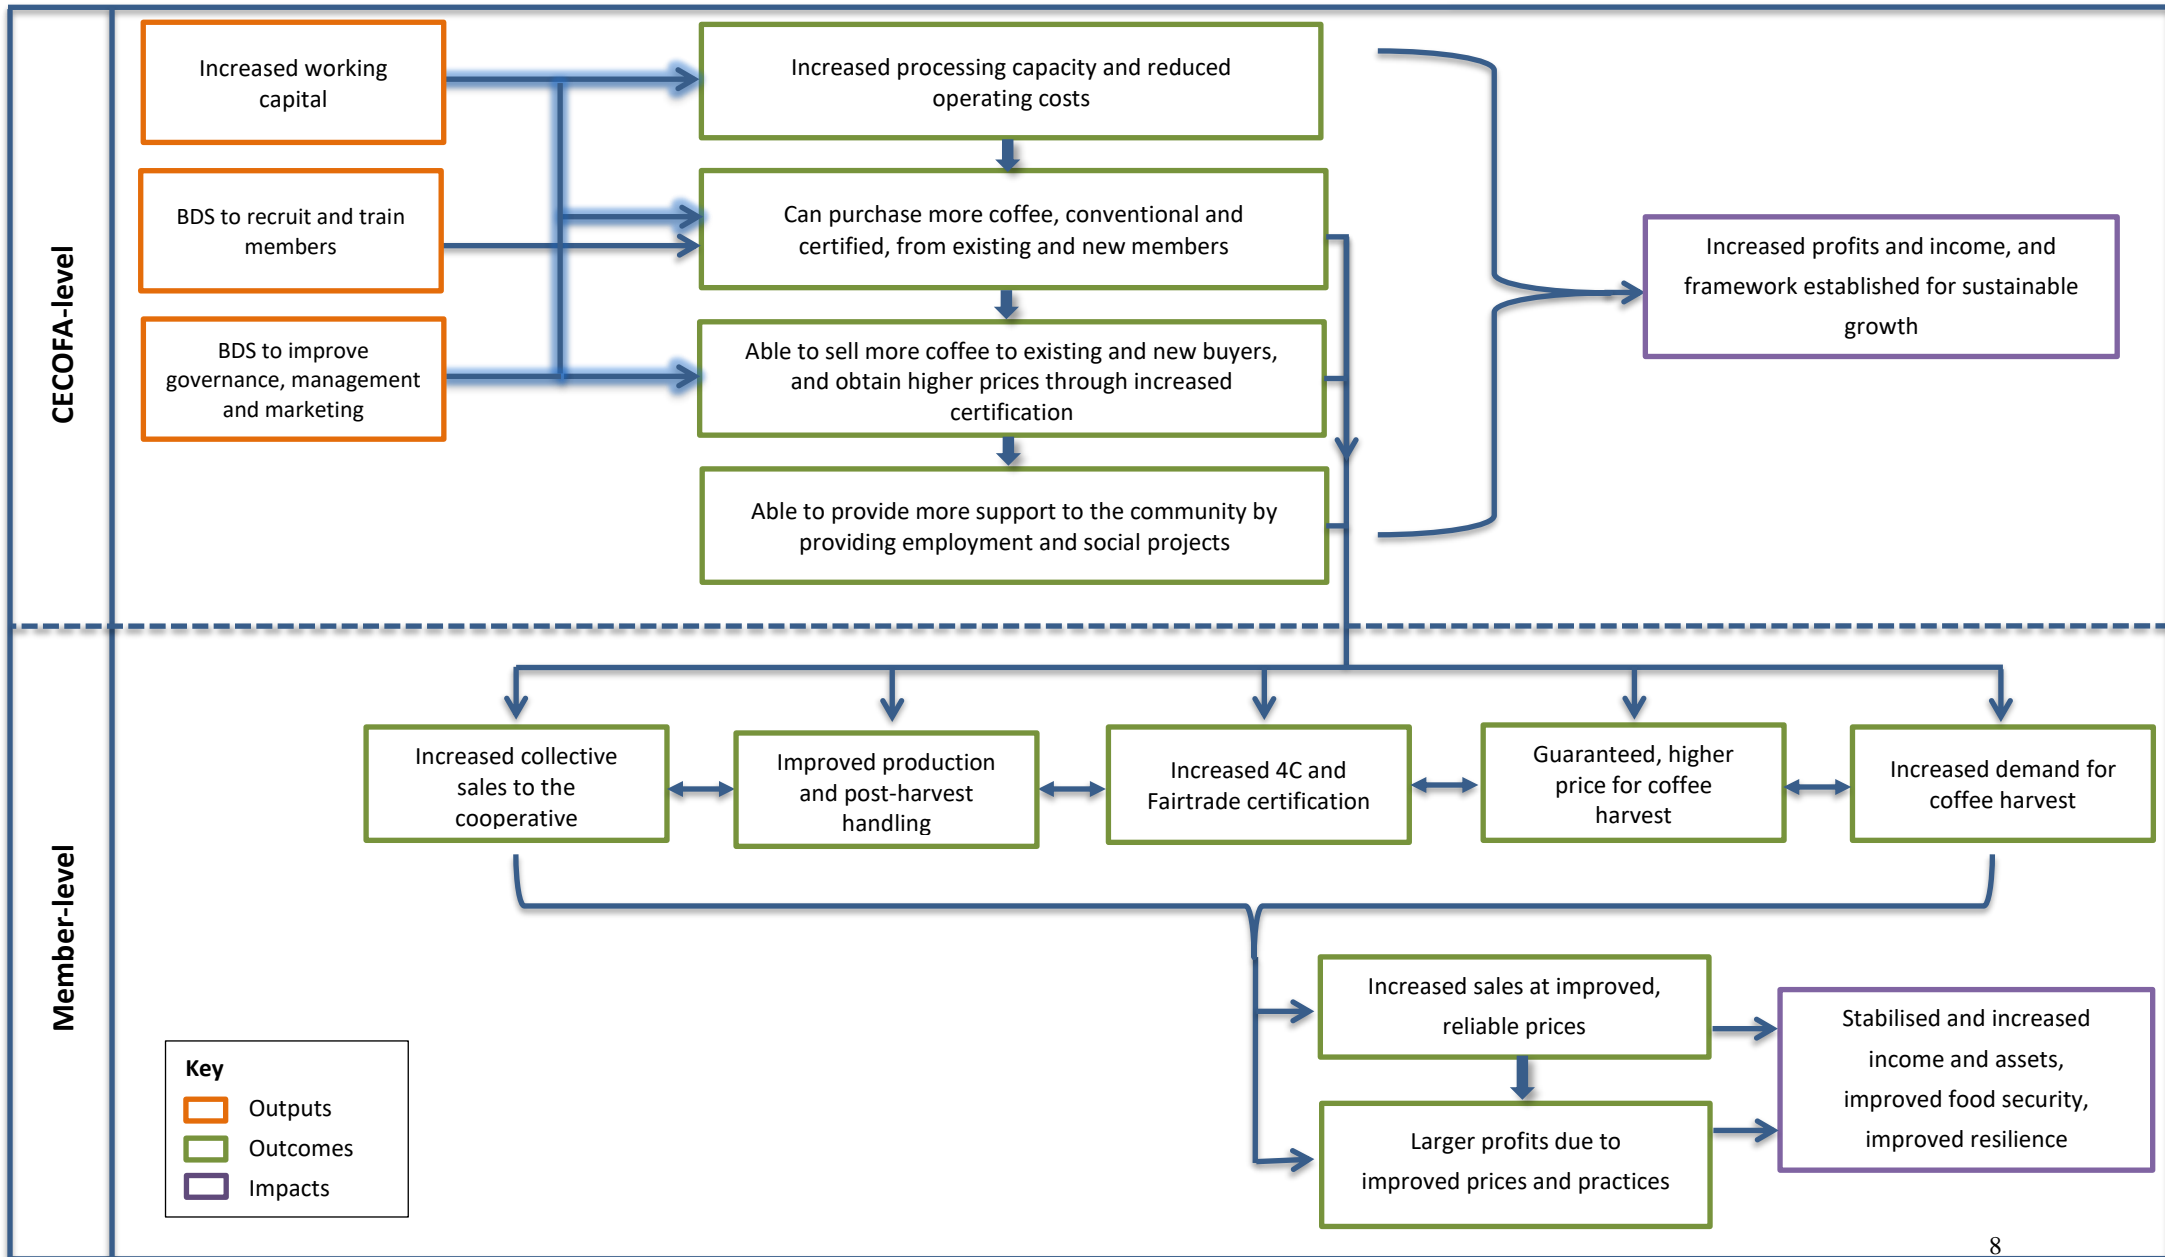 CECOFA-level
Increased working
capital
BDS to recruit and train
members
BDS to improve
governance, management
and marketing
Increased processing capacity and reduced
operating costs
Can purchase more coffee, conventional and
certified, from existing and new members
Able to sell more coffee to existing and new buyers,
and obtain higher prices through increased
certification
Able to provide more support to the community by
providing employment and social projects
Increased profits and income, and
framework established for sustainable
growth
Member-level
Increased collective
sales to the
cooperative
Improved production
and post-harvest
handling
Increased 4C and
Fairtrade certification
Guaranteed, higher
price for coffee
harvest
Increased demand for
coffee harvest
Increased sales at improved,
reliable prices
Larger profits due to
improved prices and practices
Stabilised and increased
income and assets,
improved food security,
improved resilience
Key
Outputs
Outcomes
Impacts
8